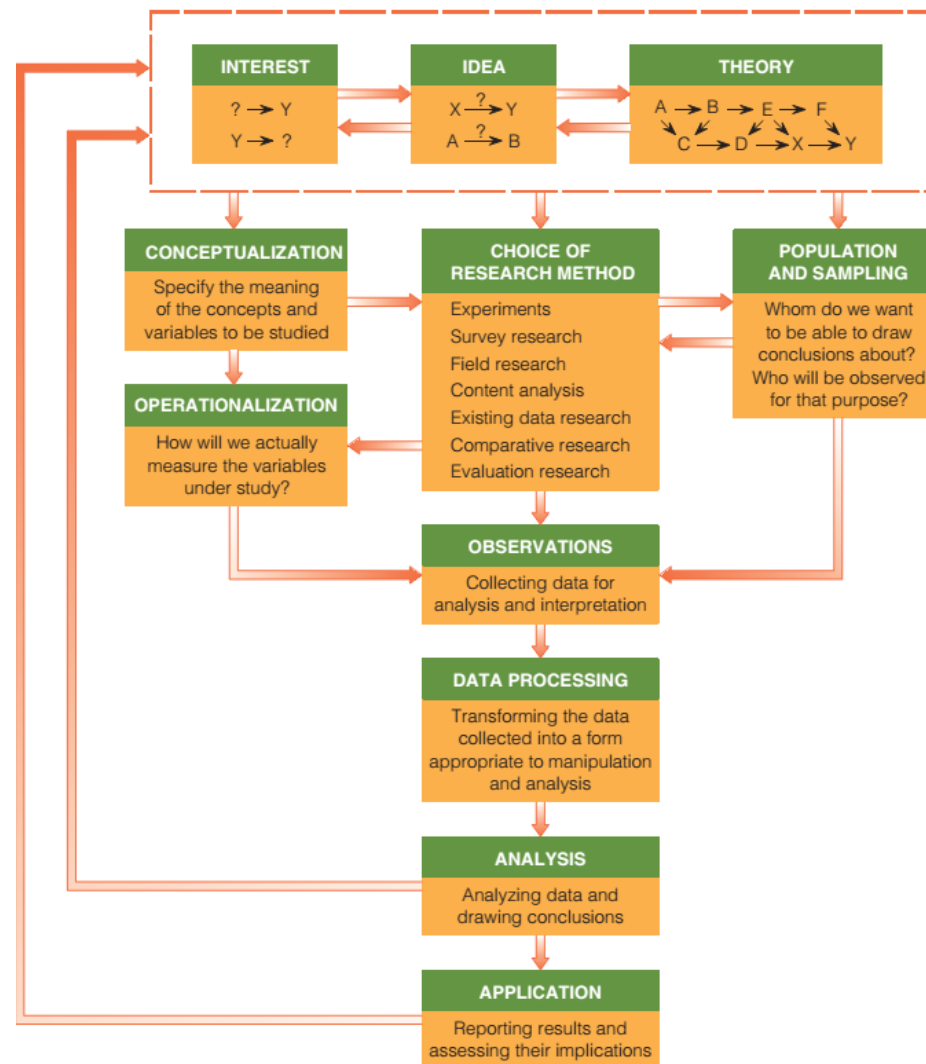 INTEREST
? → Y
Y → ?
IDEA
?
X → Y
?
A → B
THEORY
A → B → E → F
C → D → X → Y
CONCEPTUALIZATION
Specify the meaning
of the concepts and
variables to be studied
OPERATIONALIZATION
How will we actually
measure the variables
under study?
CHOICE OF
RESEARCH METHOD
Experiments
Survey research
Field research
Content analysis
Existing data research
Comparative research
Evaluation research
POPULATION
AND SAMPLING
Whom do we want
to be able to draw
conclusions about?
Who will be observed
for that purpose?
OBSERVATIONS
Collecting data for
analysis and interpretation
DATA PROCESSING
Transforming the data
collected into a form
appropriate to manipulation
and analysis
ANALYSIS
Analyzing data and
drawing conclusions
APPLICATION
Reporting results and
assessing their implications